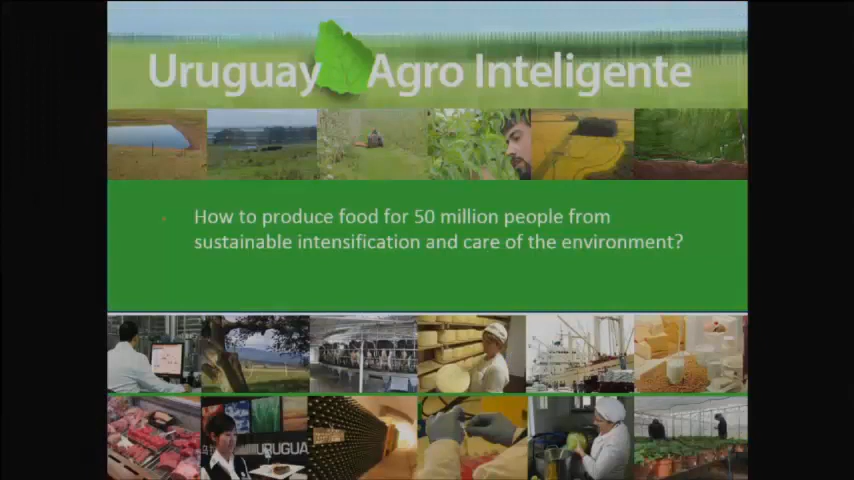 Uruguay Agro Inteligente
How to produce food for 50 million people from
sustainable intensification and care of the environment?
URUGUA